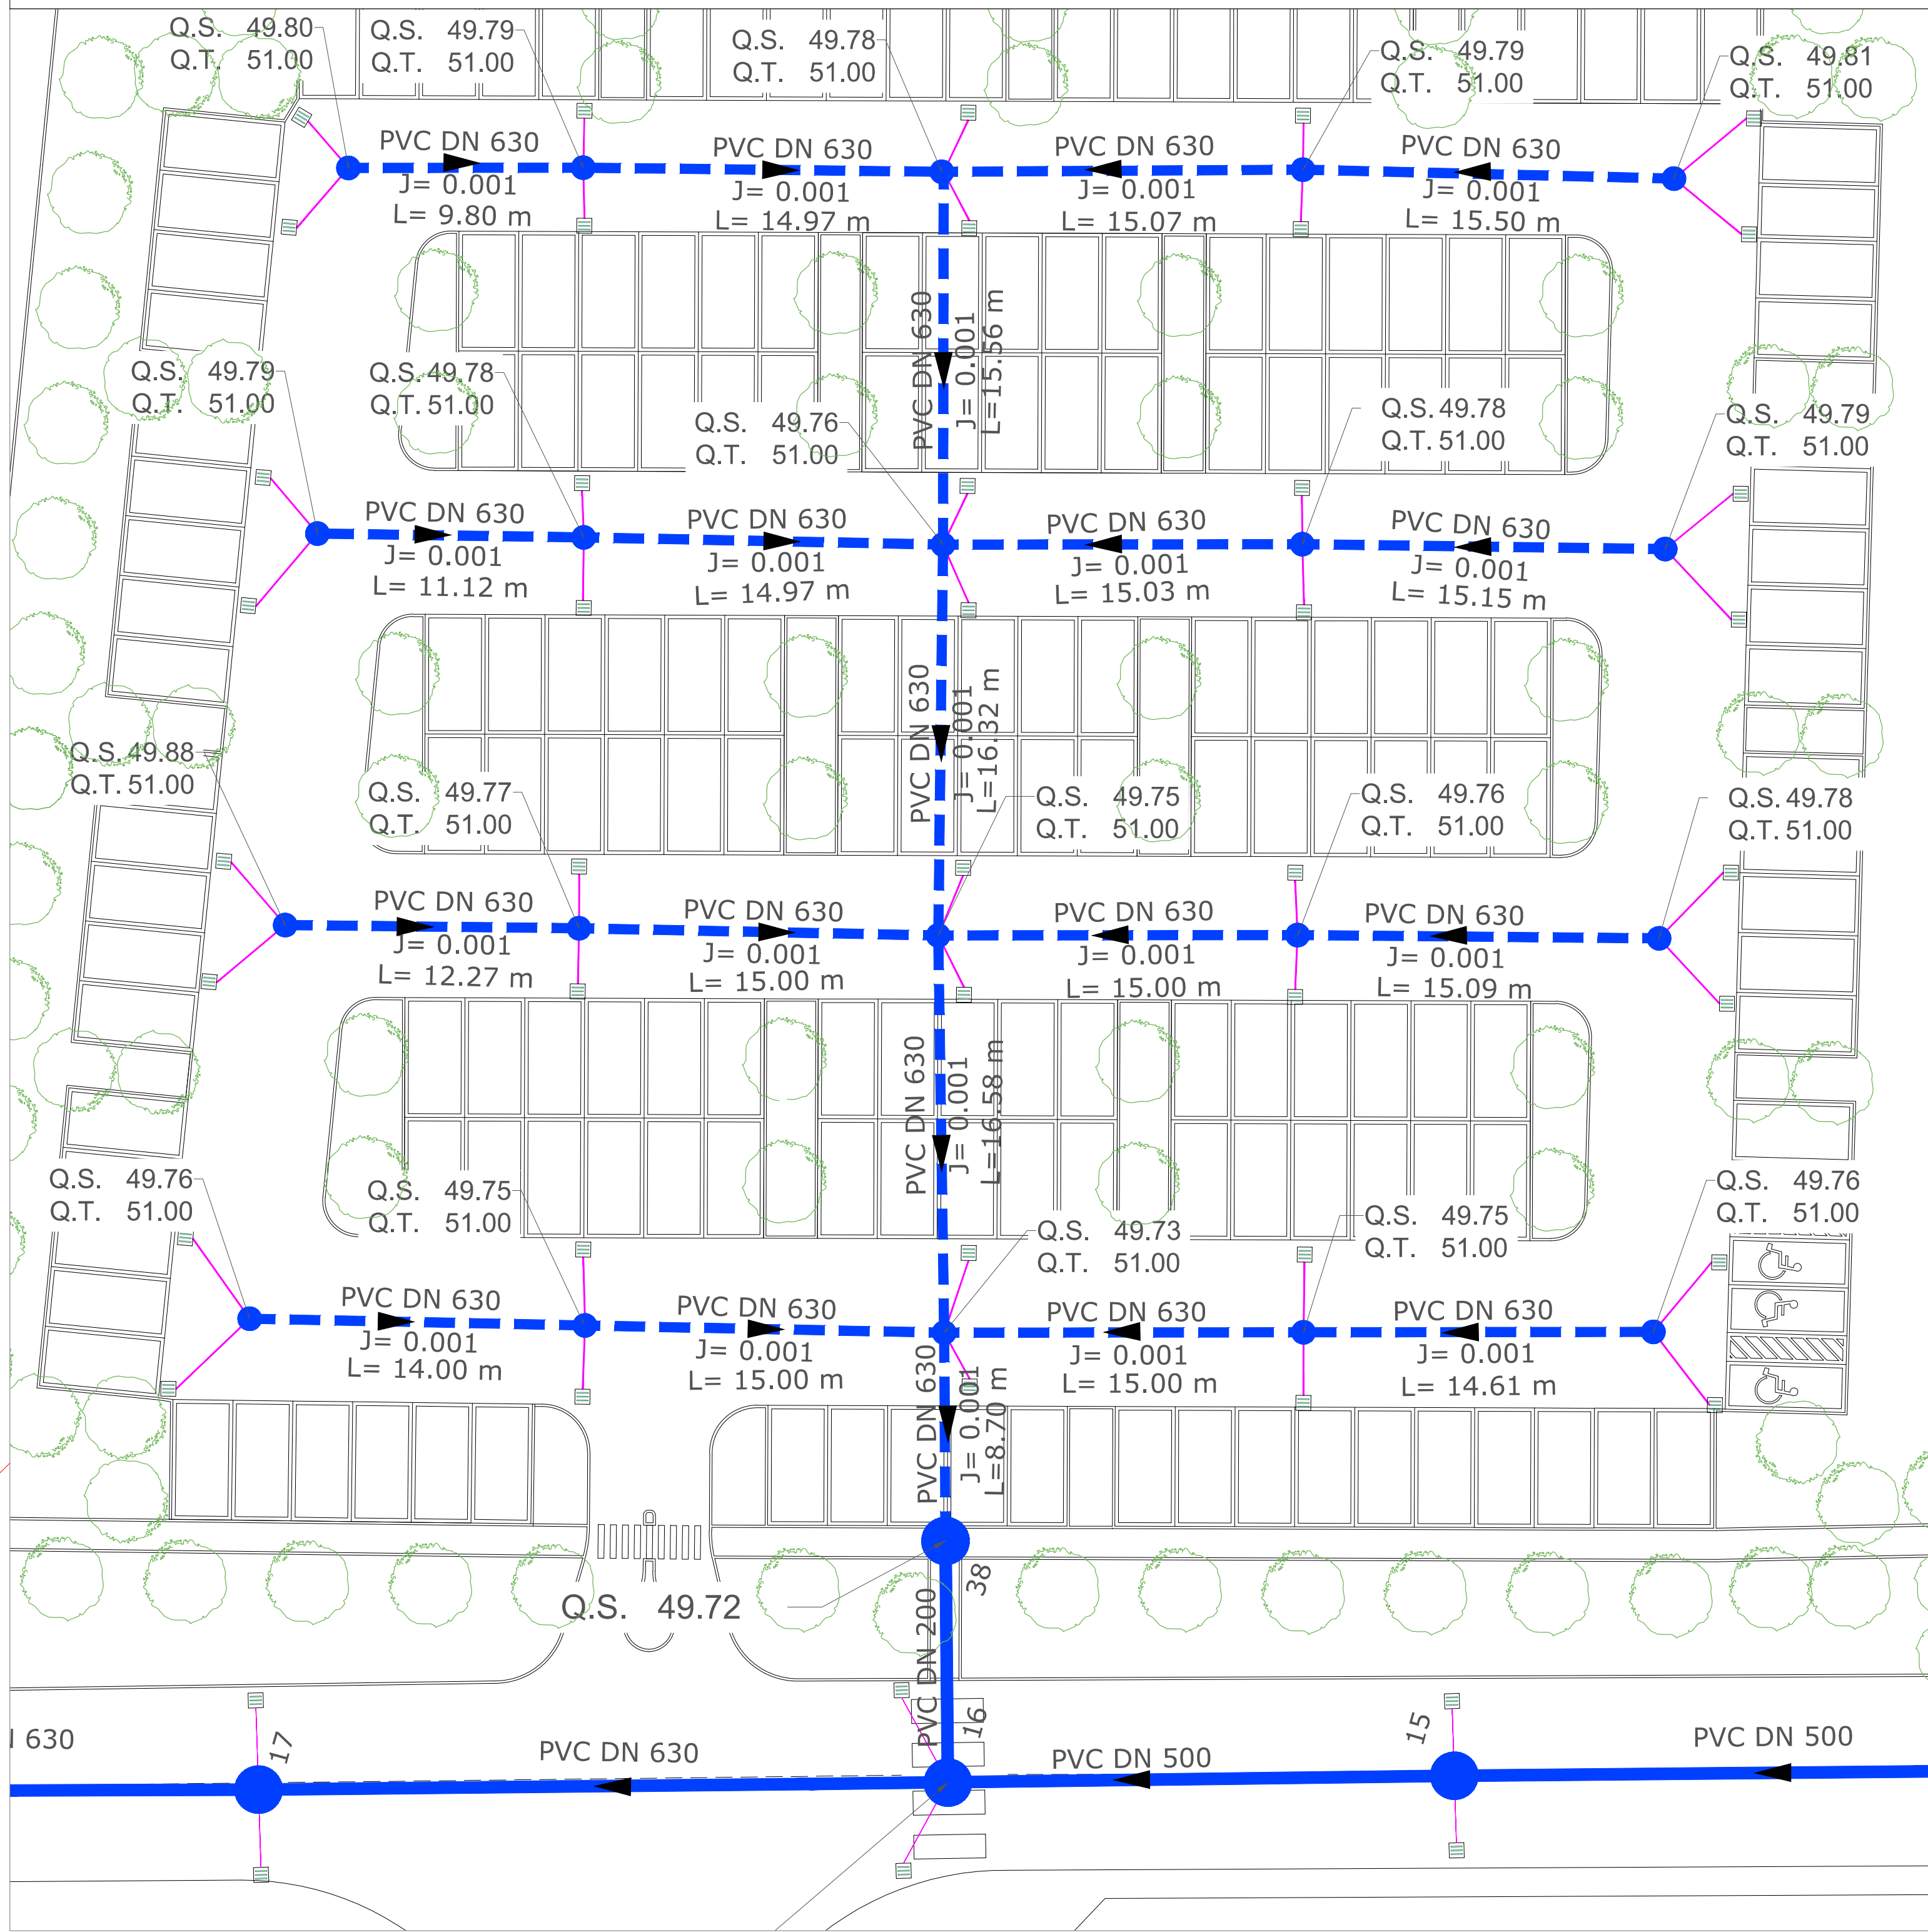 Q.S. 49.80
Q.T. 51.00
Q.S. 49.79
Q.T. 51.00
Q.S. 49.78
Q.T. 51.00
Q.S. 49.79
Q.T. 51.00
Q.S. 49.81
Q.T. 51.00
PVC DN 630
J= 0.001
L= 9.80 m
PVC DN 630
J= 0.001
L= 14.97 m
PVC DN 630
J= 0.001
L= 15.07 m
PVC DN 630
J= 0.001
L= 15.50 m
PVC DN 630
J= 0.001
L=15.56 m
Q.S. 49.79
Q.T. 51.00
Q.S. 49.78
Q.T. 51.00
Q.S. 49.76
Q.T. 51.00
Q.S. 49.78
Q.T. 51.00
Q.S. 49.79
Q.T. 51.00
PVC DN 630
J= 0.001
L= 11.12 m
PVC DN 630
J= 0.001
L= 14.97 m
PVC DN 630
J= 0.001
L= 15.03 m
PVC DN 630
J= 0.001
L= 15.15 m
PVC DN 630
J= 0.001
L=16.32 m
Q.S. 49.88
Q.T. 51.00
Q.S. 49.77
Q.T. 51.00
Q.S. 49.75
Q.T. 51.00
Q.S. 49.76
Q.T. 51.00
Q.S. 49.78
Q.T. 51.00
PVC DN 630
J= 0.001
L= 12.27 m
PVC DN 630
J= 0.001
L= 15.00 m
PVC DN 630
J= 0.001
L= 15.00 m
PVC DN 630
J= 0.001
L= 15.09 m
PVC DN 630
J= 0.001
L=16.58 m
Q.S. 49.76
Q.T. 51.00
Q.S. 49.75
Q.T. 51.00
Q.S. 49.73
Q.T. 51.00
Q.S. 49.75
Q.T. 51.00
Q.S. 49.76
Q.T. 51.00
PVC DN 630
J= 0.001
L= 14.00 m
PVC DN 630
J= 0.001
L= 15.00 m
PVC DN 630
J= 0.001
L= 15.00 m
PVC DN 630
J= 0.001
L= 14.61 m
PVC DN 630
J= 0.001
L=8.70 m
38
Q.S. 49.72
PVC DN 200
16
17
15
630
PVC DN 630
PVC DN 500
PVC DN 500